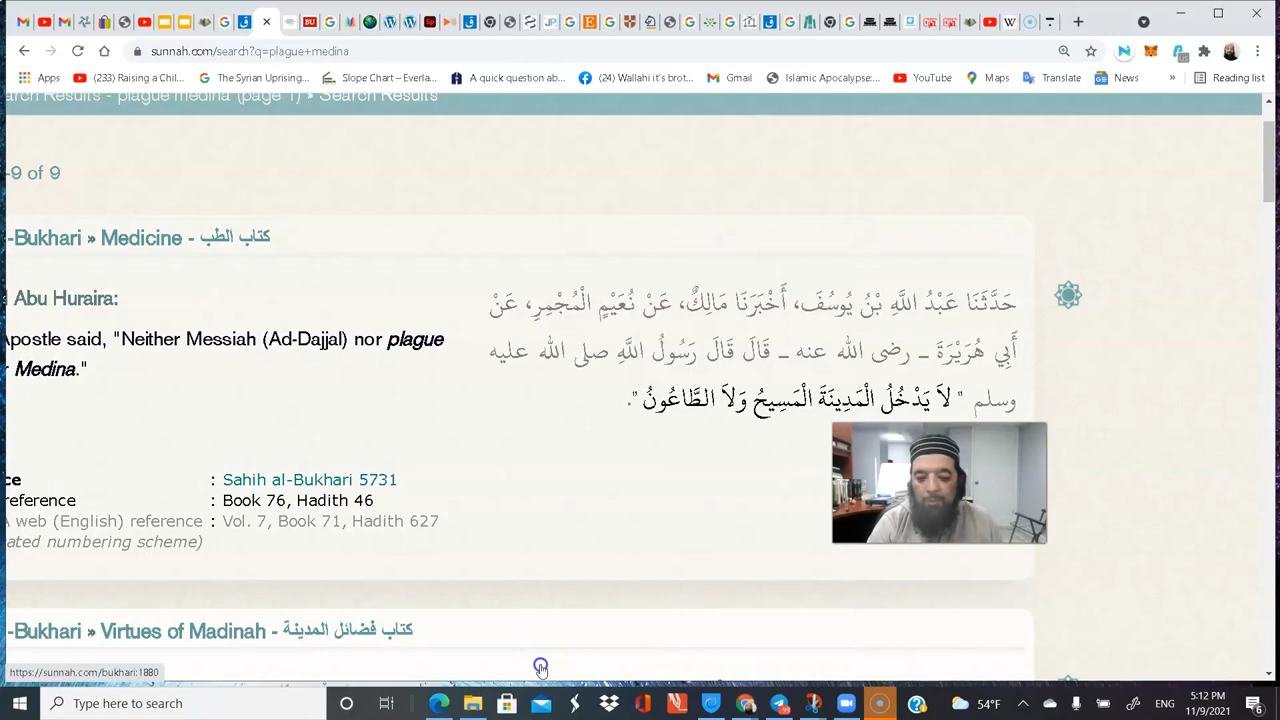 sunnah.com/search?q=plague+medina
Apps
(233) Raising a Chil...
The Syrian Uprising...
Slope Chart – Everla...
A quick question ab...
(24) Wallahi it's brot...
Gmail
Islamic Apocalypse:...
YouTube
Maps
Translate
News
»
Reading list
arch Results - plague medina (page 1) » Search Results
-9 of 9
-Bukhari » Medicine - كتاب الطب
Abu Huraira:
Apostle said, "Neither Messiah (Ad-Dajjal) nor plague
Medina."
حَدَّثَنَا عَبْدُ اللَّهِ بْنُ يُوسُفَ، أَخْبَرَنَا مَالِكٌ، عَنْ نُعَيْمٍ الْمُجْمِرِ، عَنْ
أَبِي هُرَيْرَةَ ـ رضى الله عنه ـ قَالَ قَالَ رَسُولُ اللَّهِ صلى الله عليه
وسلم " لاَ يَدْخُلُ الْمَدِينَةَ الْمَسِيحُ وَلاَ الطَّاعُونُ ".
ce : Sahih al-Bukhari 5731
reference : Book 76, Hadith 46
A web (English) reference : Vol. 7, Book 71, Hadith 627
ated numbering scheme)
-Bukhari » Virtues of Madinah - كتاب فضائل المدينة
https://sunnah.com/bukhari:1880
Type here to search
54°F
ENG
5:12 PM
11/9/2021